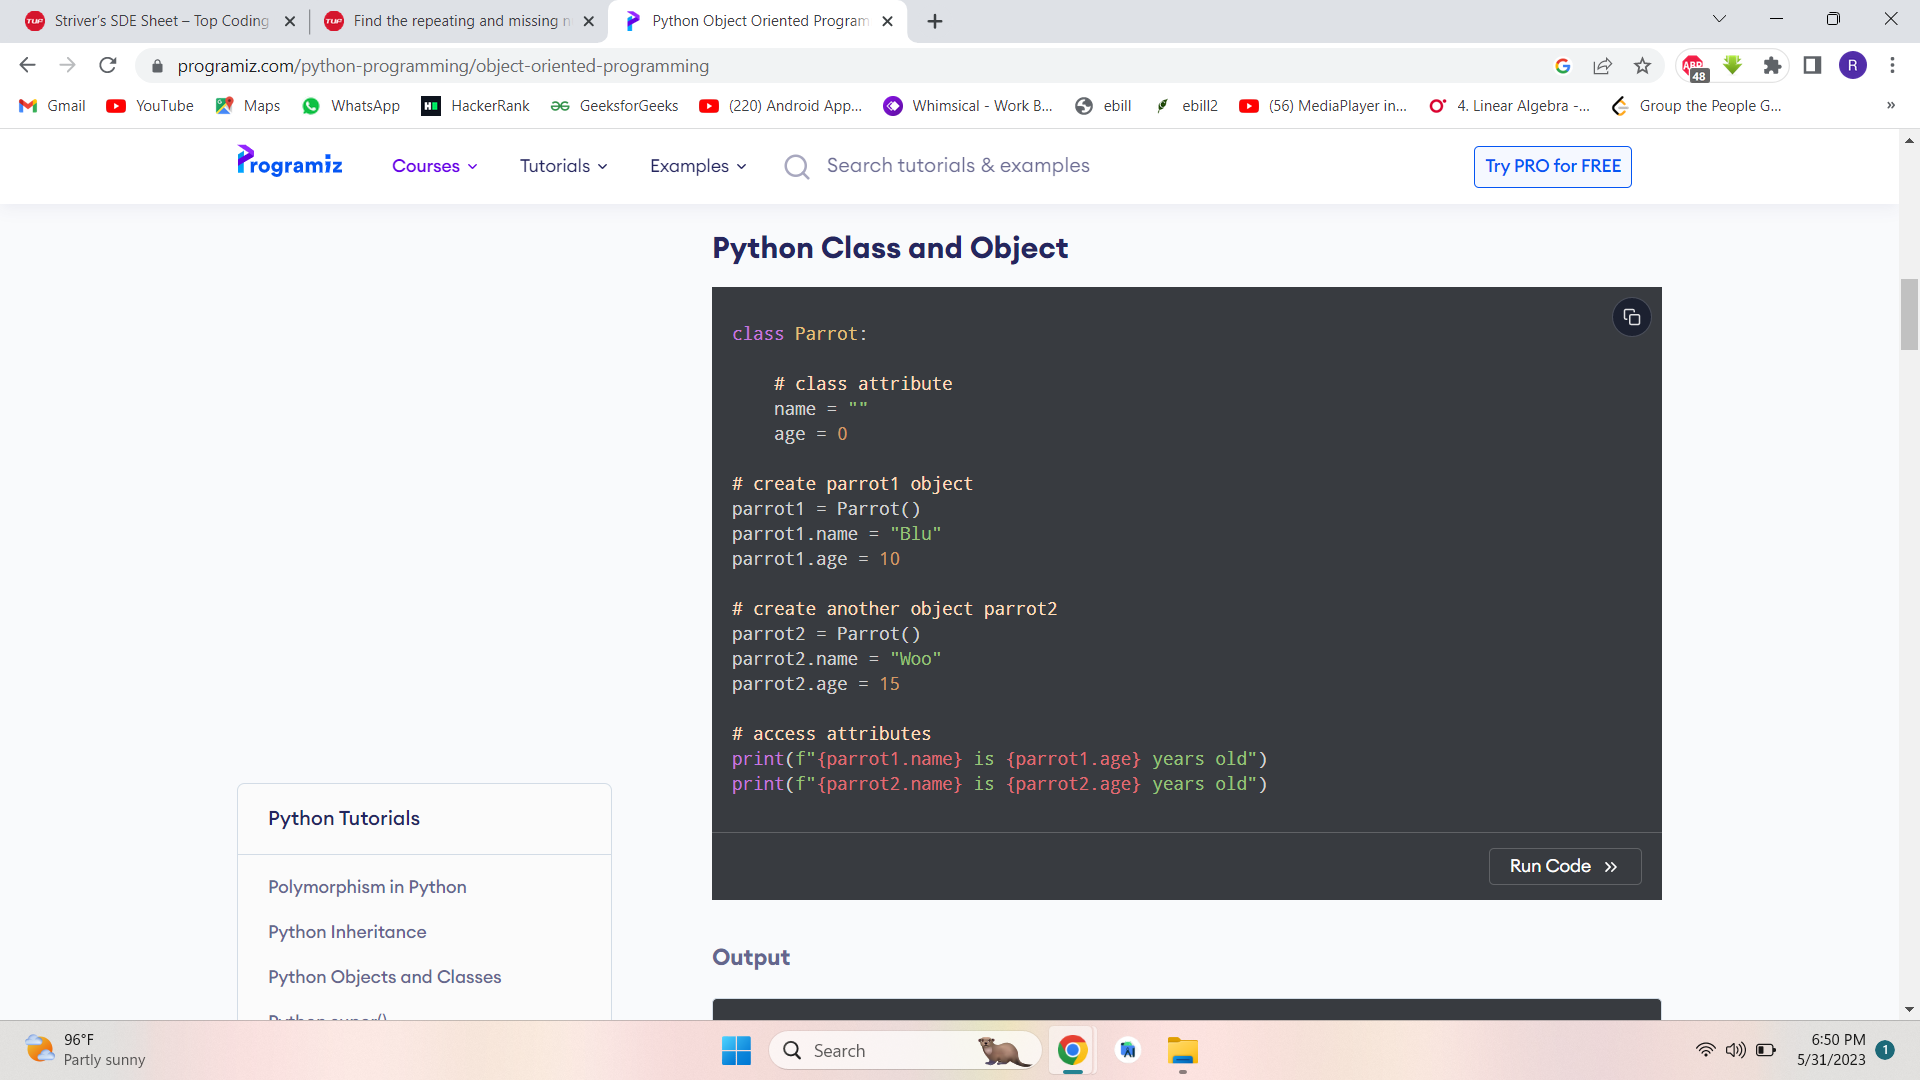 Striver's SDE Sheet – Top Coding
Find the repeating and missing n
Python Object Oriented Program
programiz.com/python-programming/object-oriented-programming
ABP
48
R
Gmail
YouTube
Maps
WhatsApp
HackerRank
GeeksforGeeks
(220) Android App...
Whimsical - Work B...
ebill
ebill2
(56) MediaPlayer in...
4. Linear Algebra -...
Group the People G...
»
Programiz
Courses
Tutorials
Examples
Search tutorials & examples
Try PRO for FREE
Python Class and Object
class Parrot:
# class attribute
name = ""
age = 0
# create parrot1 object
parrot1 = Parrot()
parrot1.name = "Blu"
parrot1.age = 10
# create another object parrot2
parrot2 = Parrot()
parrot2.name = "Woo"
parrot2.age = 15
# access attributes
print(f"{parrot1.name} is {parrot1.age} years old")
print(f"{parrot2.name} is {parrot2.age} years old")
Run Code »
Output
Python Tutorials
Polymorphism in Python
Python Inheritance
Python Objects and Classes
Python super()
96°F
Partly sunny
Search
6:50 PM
5/31/2023
1